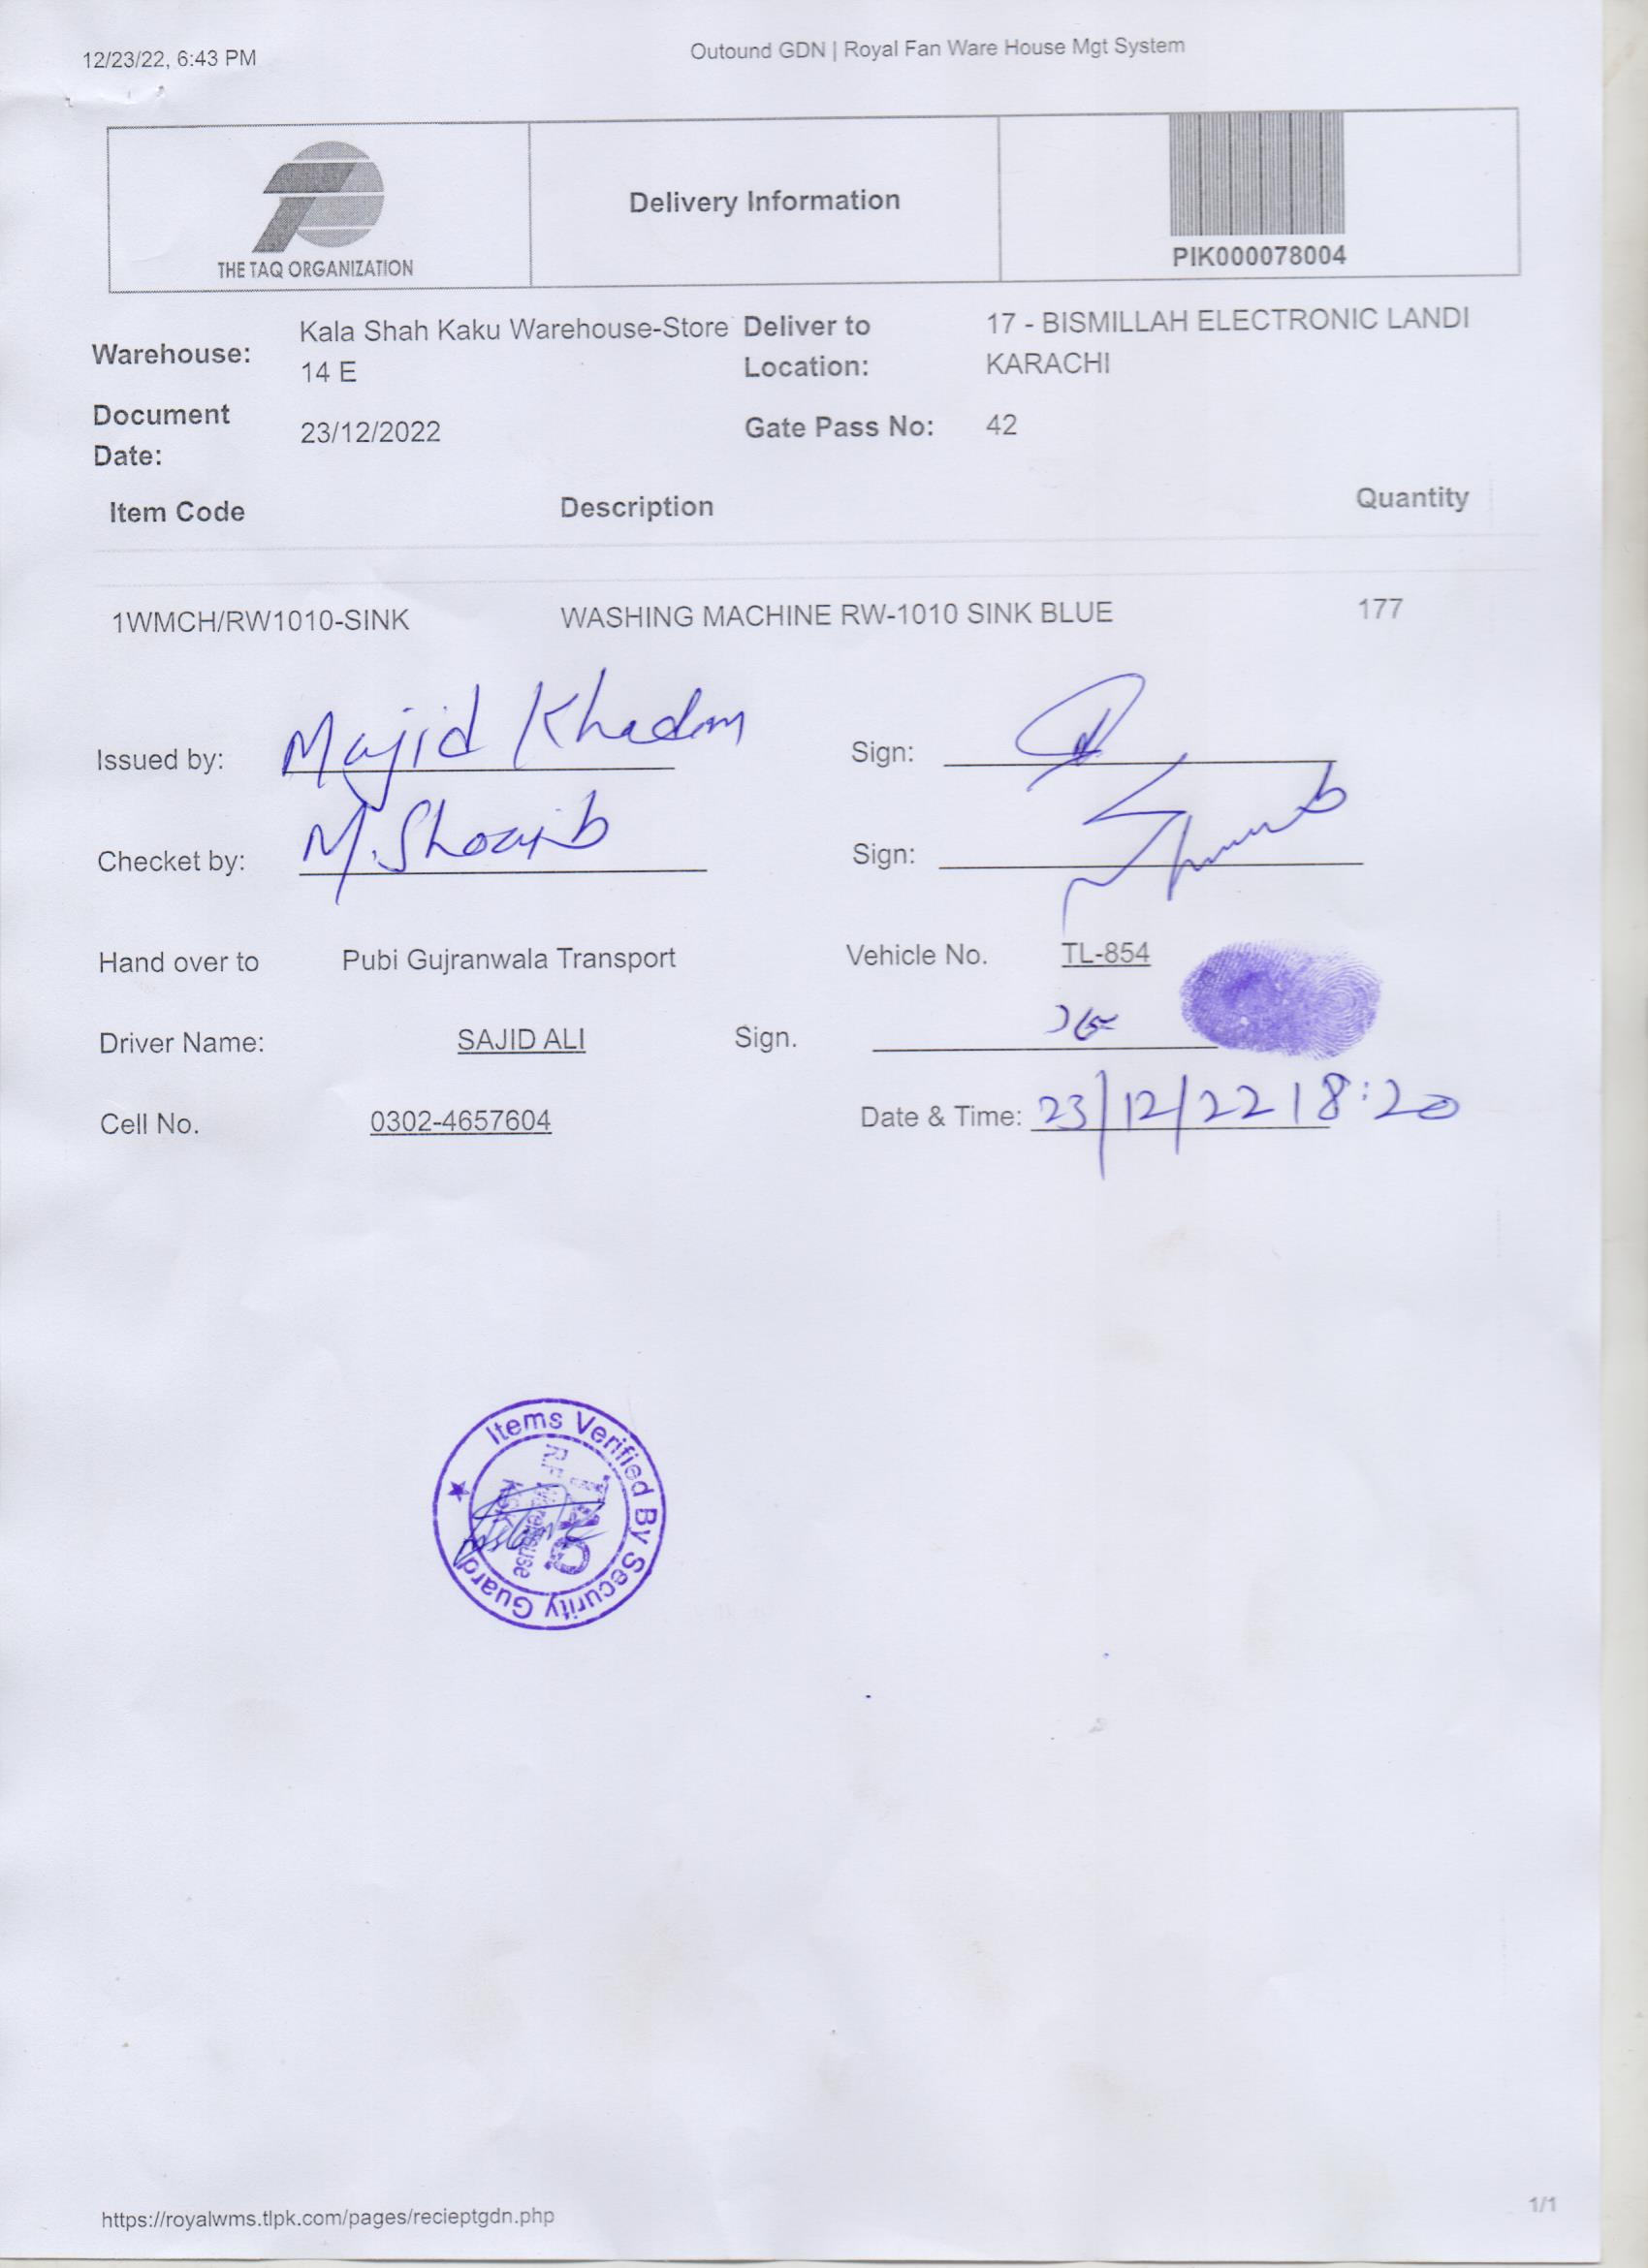 12/23/22, 6:43 PM
Outound GDN | Royal Fan Ware House Mgt System
THE TAQ ORGANIZATION
Delivery Information
PIK000078004
Warehouse: Kala Shah Kaku Warehouse-Store 14 E
Deliver to Location: 17 - BISMILLAH ELECTRONIC LANDI KARACHI
Document Date: 23/12/2022
Gate Pass No: 42
Item Code Description Quantity
1WMCH/RW1010-SINK WASHING MACHINE RW-1010 SINK BLUE 177
Issued by: Majid Khadam Sign:
Checket by: M. Shoaib Sign:
Hand over to Pubi Gujranwala Transport Vehicle No. TL-854
Driver Name: SAJID ALI Sign.
Cell No. 0302-4657604 Date & Time: 23/12/22 18:20
Items Verified By Security Guard
TAQ
R.F Warehouse
KSK
https://royalwms.tlpk.com/pages/recieptgdn.php
1/1